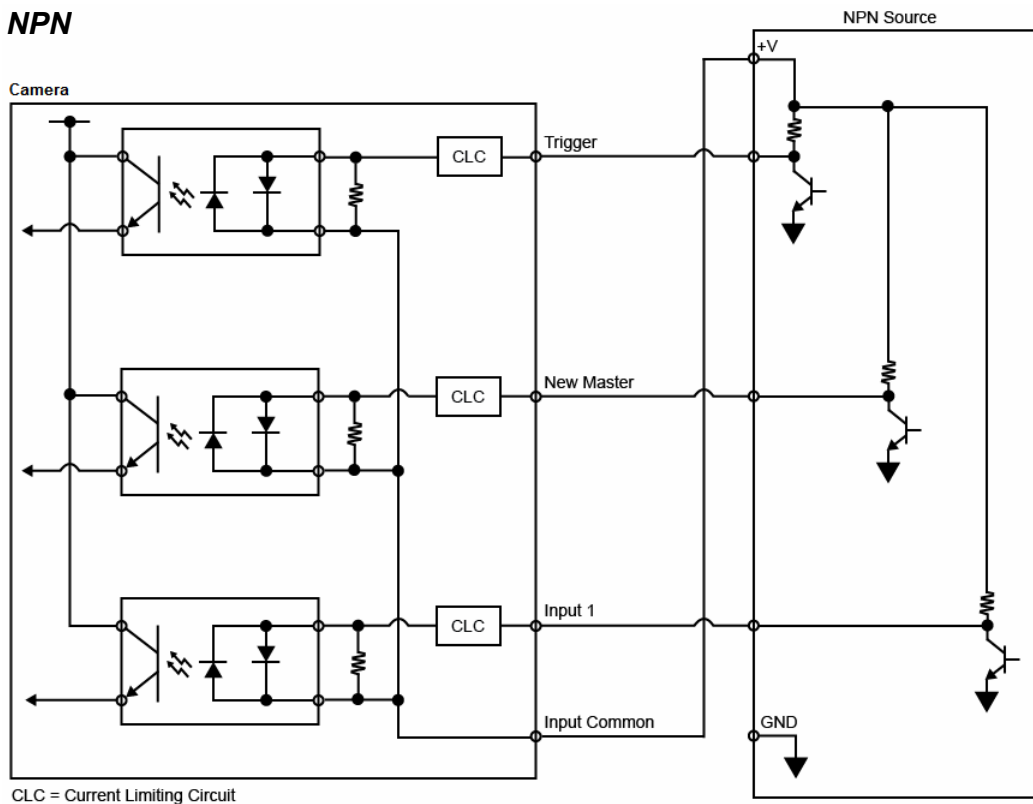 NPN
NPN Source
+V
Camera
CLC
Trigger
CLC
New Master
CLC
Input 1
Input Common
GND
CLC = Current Limiting Circuit